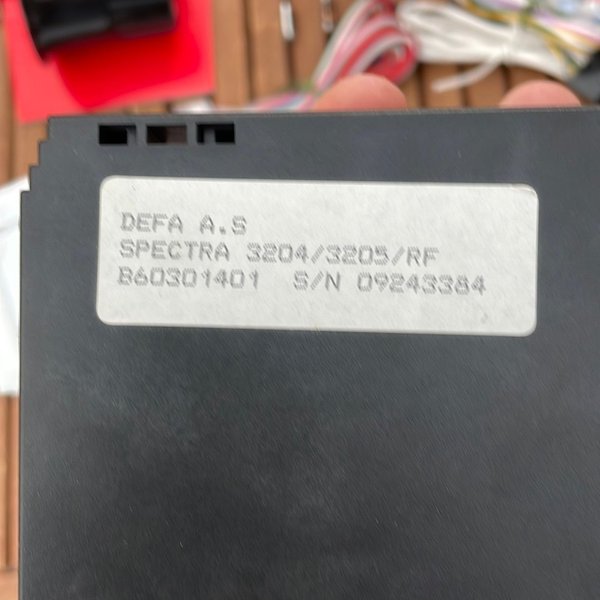 DEFA A.S
SPECTRA 3204/3205/RF
B60301401 S/N 09243384